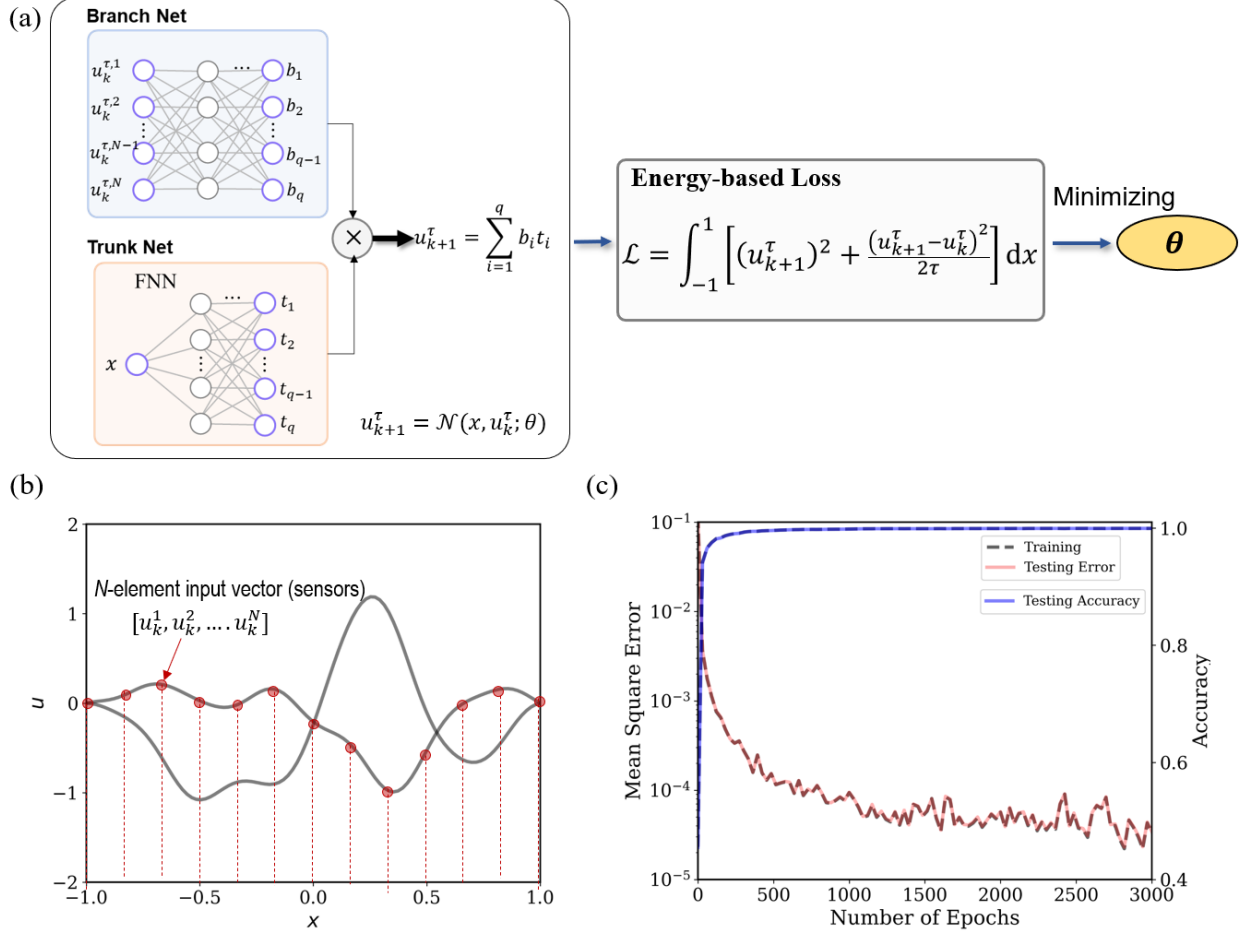 (a)
Branch Net
u_k^{τ,1}
u_k^{τ,2}
⋮
u_k^{τ,N−1}
u_k^{τ,N}
...
b_1
b_2
⋮
b_{q−1}
b_q
Trunk Net
FNN
x
...
⋮
t_1
t_2
⋮
t_{q−1}
t_q
×
u_{k+1}^τ = \sum_{i=1}^{q} b_i t_i
u_{k+1}^τ = 𝒩(x, u_k^τ; θ)
Energy-based Loss
ℒ = \int_{−1}^{1} [(u_{k+1}^τ)^2 + \frac{(u_{k+1}^τ−u_k^τ)^2}{2τ}] dx
Minimizing
θ
(b)
2
1
0
−1
−2
u
N-element input vector (sensors)
[u_k^1, u_k^2, …. u_k^N]
−1.0 −0.5 0.0 0.5 1.0
x
(c)
10^{−1}
10^{−2}
10^{−3}
10^{−4}
10^{−5}
Mean Square Error
Training
Testing Error
Testing Accuracy
1.0
0.8
0.6
0.4
Accuracy
0 500 1000 1500 2000 2500 3000
Number of Epochs